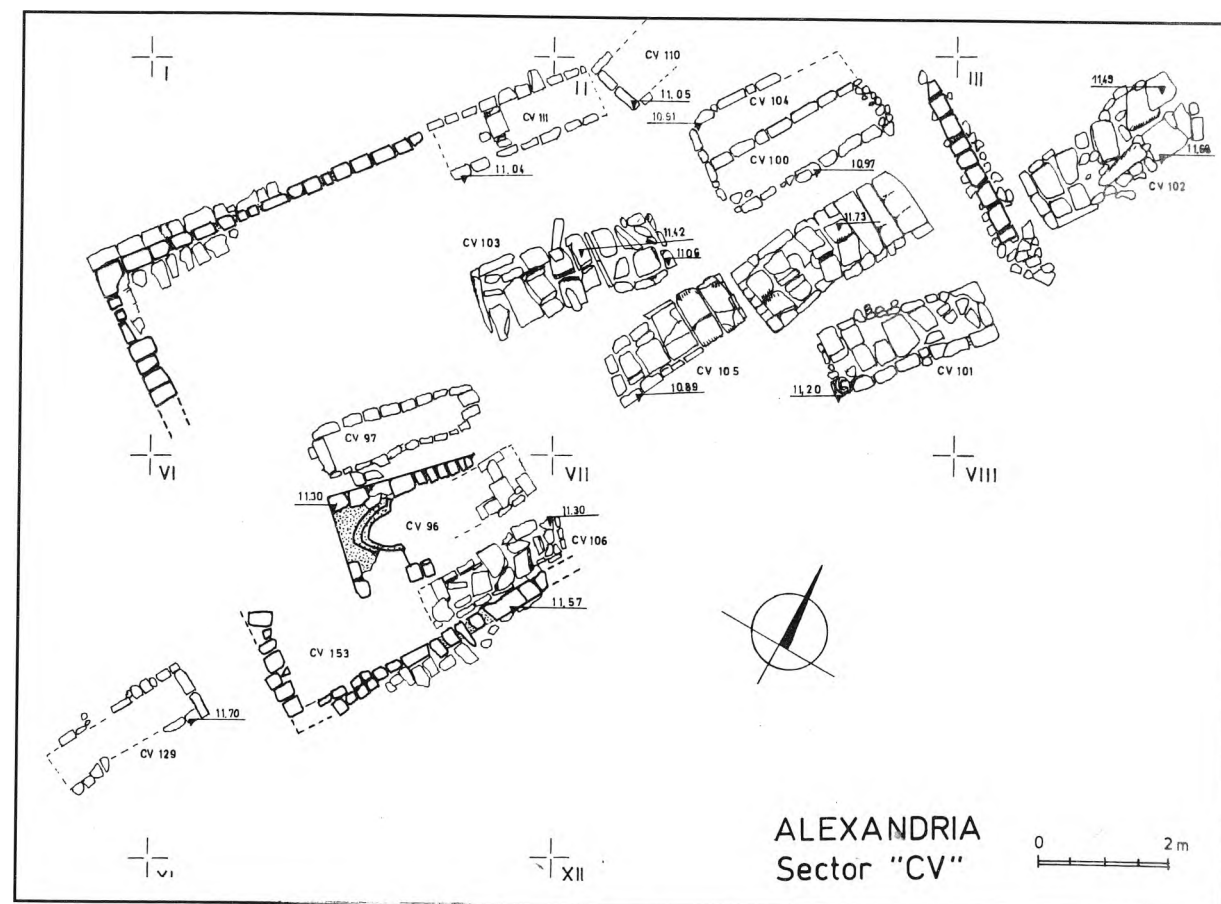 I
II
III
CV 110
11.05
CV 104
10.61
CV 111
11.04
CV 100
10.97
11.49
11.68
CV 102
CV 103
11.42
11.06
11.73
CV 105
10.89
11.20
CV 101
VI
VII
VIII
CV 97
11.30
CV 96
11.30
CV 106
11.57
CV 153
11.70
CV 129
XI
XII
ALEXANDRIA
Sector "CV"
0
2 m